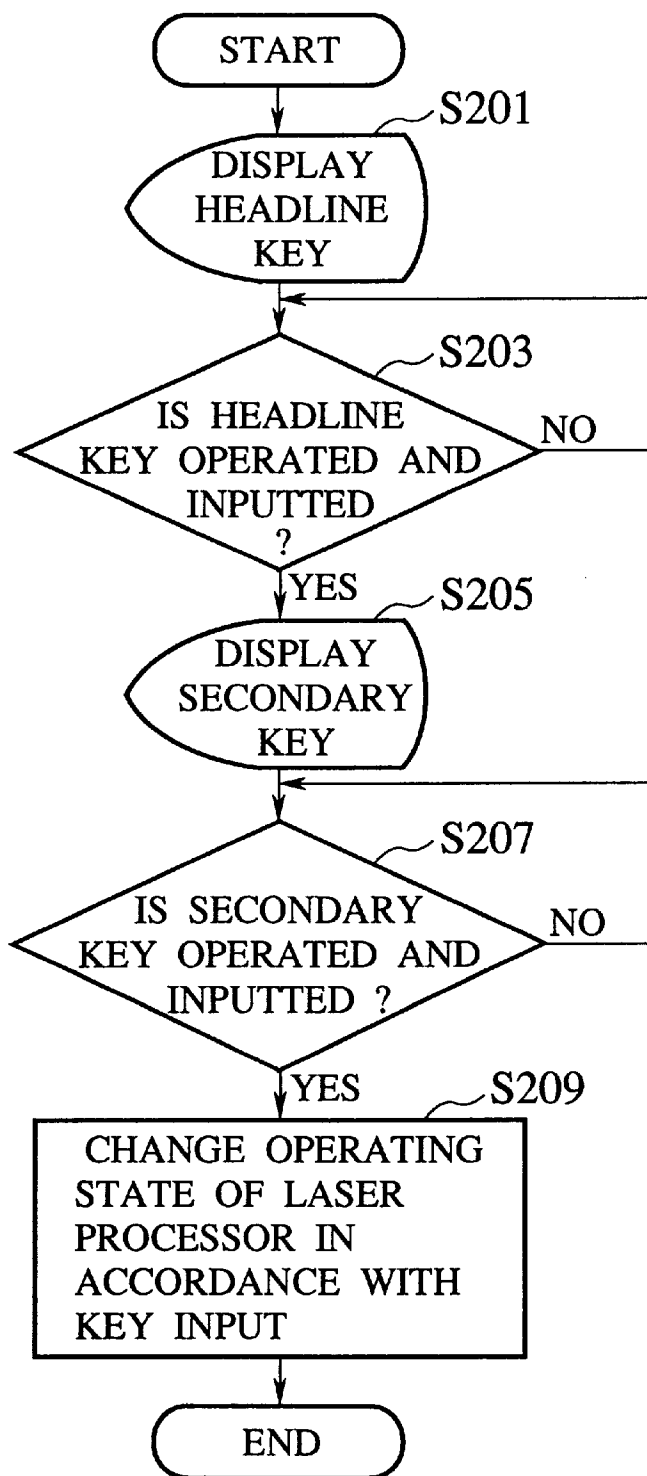 START
S201
DISPLAY
HEADLINE
KEY
S203
IS HEADLINE
KEY OPERATED AND
INPUTTED
?
NO
YES
S205
DISPLAY
SECONDARY
KEY
S207
IS SECONDARY
KEY OPERATED AND
INPUTTED ?
NO
YES
S209
CHANGE OPERATING
STATE OF LASER
PROCESSOR IN
ACCORDANCE WITH
KEY INPUT
END